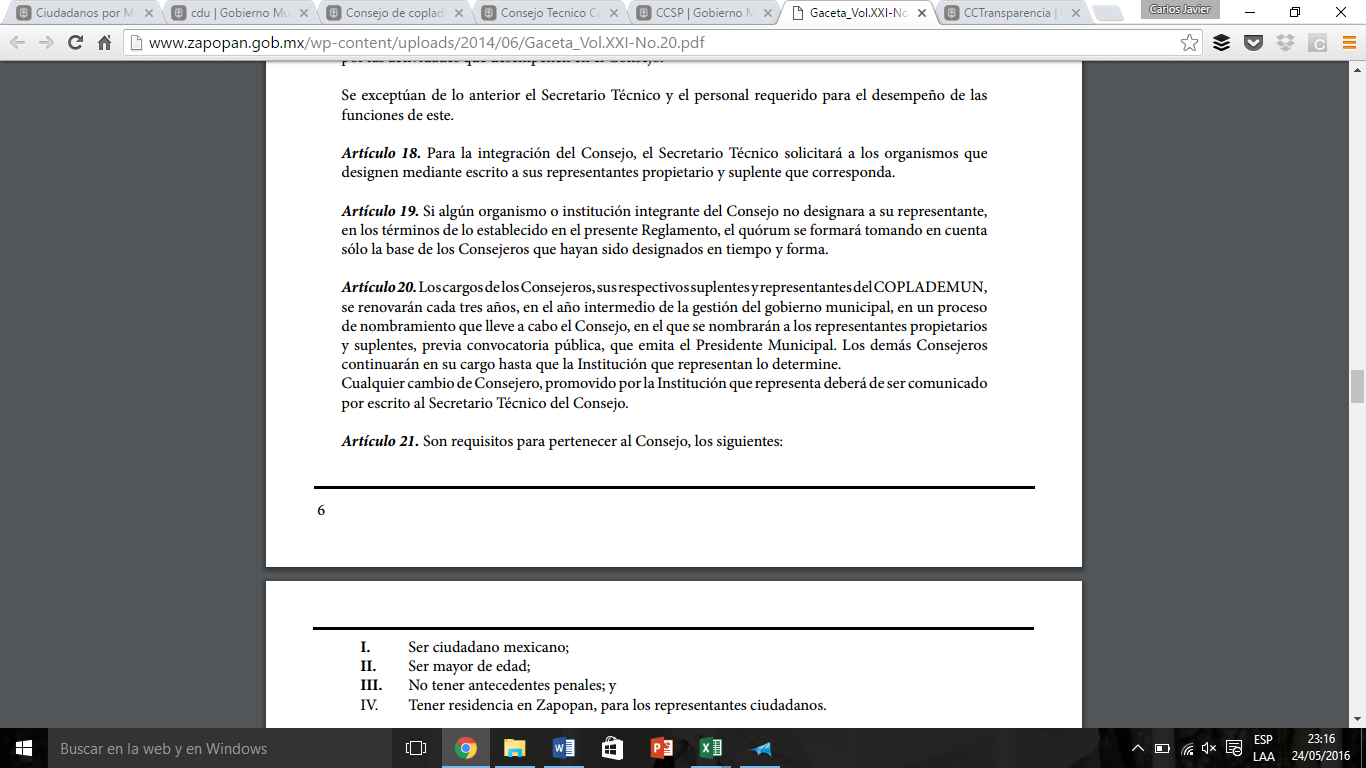 Carlos Javier
Ciudadanos por M
cdu | Gobierno Mu
Consejo de coplad
Consejo Tecnico C
CCSP | Gobierno M
Gaceta_Vol.XXI-No
CCTransparencia |
www.zapopan.gob.mx/wp-content/uploads/2014/06/Gaceta_Vol.XXI-No.20.pdf
por las actividades que desempeñen en el Consejo.
Se exceptúan de lo anterior el Secretario Técnico y el personal requerido para el desempeño de las
funciones de este.
Artículo 18. Para la integración del Consejo, el Secretario Técnico solicitará a los organismos que
designen mediante escrito a sus representantes propietario y suplente que corresponda.
Artículo 19. Si algún organismo o institución integrante del Consejo no designara a su representante,
en los términos de lo establecido en el presente Reglamento, el quórum se formará tomando en cuenta
sólo la base de los Consejeros que hayan sido designados en tiempo y forma.
Artículo 20. Los cargos de los Consejeros, sus respectivos suplentes y representantes del COPLADEMUN,
se renovarán cada tres años, en el año intermedio de la gestión del gobierno municipal, en un proceso
de nombramiento que lleve a cabo el Consejo, en el que se nombrarán a los representantes propietarios
y suplentes, previa convocatoria pública, que emita el Presidente Municipal. Los demás Consejeros
continuarán en su cargo hasta que la Institución que representan lo determine.
Cualquier cambio de Consejero, promovido por la Institución que representa deberá de ser comunicado
por escrito al Secretario Técnico del Consejo.
Artículo 21. Son requisitos para pertenecer al Consejo, los siguientes:
6
I. Ser ciudadano mexicano;
II. Ser mayor de edad;
III. No tener antecedentes penales; y
IV. Tener residencia en Zapopan, para los representantes ciudadanos.
Buscar en la web y en Windows
ESP
LAA
23:16
24/05/2016